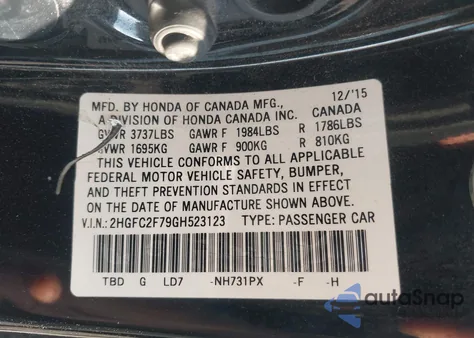 12/'15
MFD. BY HONDA OF CANADA MFG., CANADA
A DIVISION OF HONDA CANADA INC.
GVWR 3737LBS GAWR F 1984LBS R 1786LBS
GVWR 1695KG GAWR F 900KG R 810KG
THIS VEHICLE CONFORMS TO ALL APPLICABLE
FEDERAL MOTOR VEHICLE SAFETY, BUMPER,
AND THEFT PREVENTION STANDARDS IN EFFECT
ON THE DATE OF MANUFACTURE SHOWN ABOVE.
V.I.N.: 2HGFC2F79GH523123 TYPE: PASSENGER CAR
TBD G LD7 -NH731PX -F -H
autoSnap